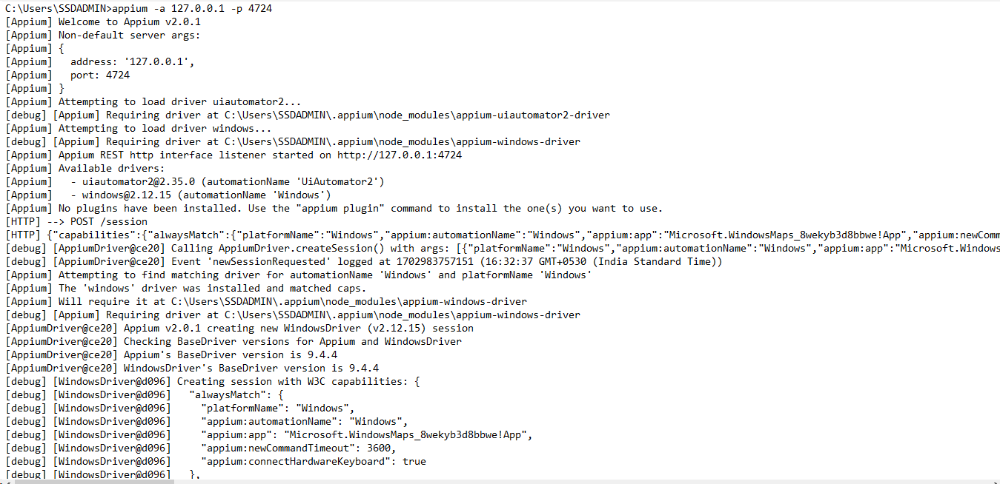 C:\Users\SSDADMIN>appium -a 127.0.0.1 -p 4724
[Appium] Welcome to Appium v2.0.1
[Appium] Non-default server args:
[Appium] {
[Appium]   address: '127.0.0.1',
[Appium]   port: 4724
[Appium] }
[Appium] Attempting to load driver uiautomator2...
[debug] [Appium] Requiring driver at C:\Users\SSDADMIN\.appium\node_modules\appium-uiautomator2-driver
[Appium] Attempting to load driver windows...
[debug] [Appium] Requiring driver at C:\Users\SSDADMIN\.appium\node_modules\appium-windows-driver
[Appium] Appium REST http interface listener started on http://127.0.0.1:4724
[Appium] Available drivers:
[Appium]   - uiautomator2@2.35.0 (automationName 'UiAutomator2')
[Appium]   - windows@2.12.15 (automationName 'Windows')
[Appium] No plugins have been installed. Use the "appium plugin" command to install the one(s) you want to use.
[HTTP] --> POST /session
[HTTP] {"capabilities":{"alwaysMatch":{"platformName":"Windows","appium:automationName":"Windows","appium:app":"Microsoft.WindowsMaps_8wekyb3d8bbwe!App","appium:newComm
[debug] [AppiumDriver@ce20] Calling AppiumDriver.createSession() with args: [{"platformName":"Windows","appium:automationName":"Windows","appium:app":"Microsoft.Windows
[debug] [AppiumDriver@ce20] Event 'newSessionRequested' logged at 1702983757151 (16:32:37 GMT+0530 (India Standard Time))
[Appium] Attempting to find matching driver for automationName 'Windows' and platformName 'Windows'
[Appium] The 'windows' driver was installed and matched caps.
[Appium] Will require it at C:\Users\SSDADMIN\.appium\node_modules\appium-windows-driver
[debug] [Appium] Requiring driver at C:\Users\SSDADMIN\.appium\node_modules\appium-windows-driver
[AppiumDriver@ce20] Appium v2.0.1 creating new WindowsDriver (v2.12.15) session
[AppiumDriver@ce20] Checking BaseDriver versions for Appium and WindowsDriver
[AppiumDriver@ce20] Appium's BaseDriver version is 9.4.4
[AppiumDriver@ce20] WindowsDriver's BaseDriver version is 9.4.4
[debug] [WindowsDriver@d096] Creating session with W3C capabilities: {
[debug] [WindowsDriver@d096]   "alwaysMatch": {
[debug] [WindowsDriver@d096]     "platformName": "Windows",
[debug] [WindowsDriver@d096]     "appium:automationName": "Windows",
[debug] [WindowsDriver@d096]     "appium:app": "Microsoft.WindowsMaps_8wekyb3d8bbwe!App",
[debug] [WindowsDriver@d096]     "appium:newCommandTimeout": 3600,
[debug] [WindowsDriver@d096]     "appium:connectHardwareKeyboard": true
[debug] [WindowsDriver@d096]   },